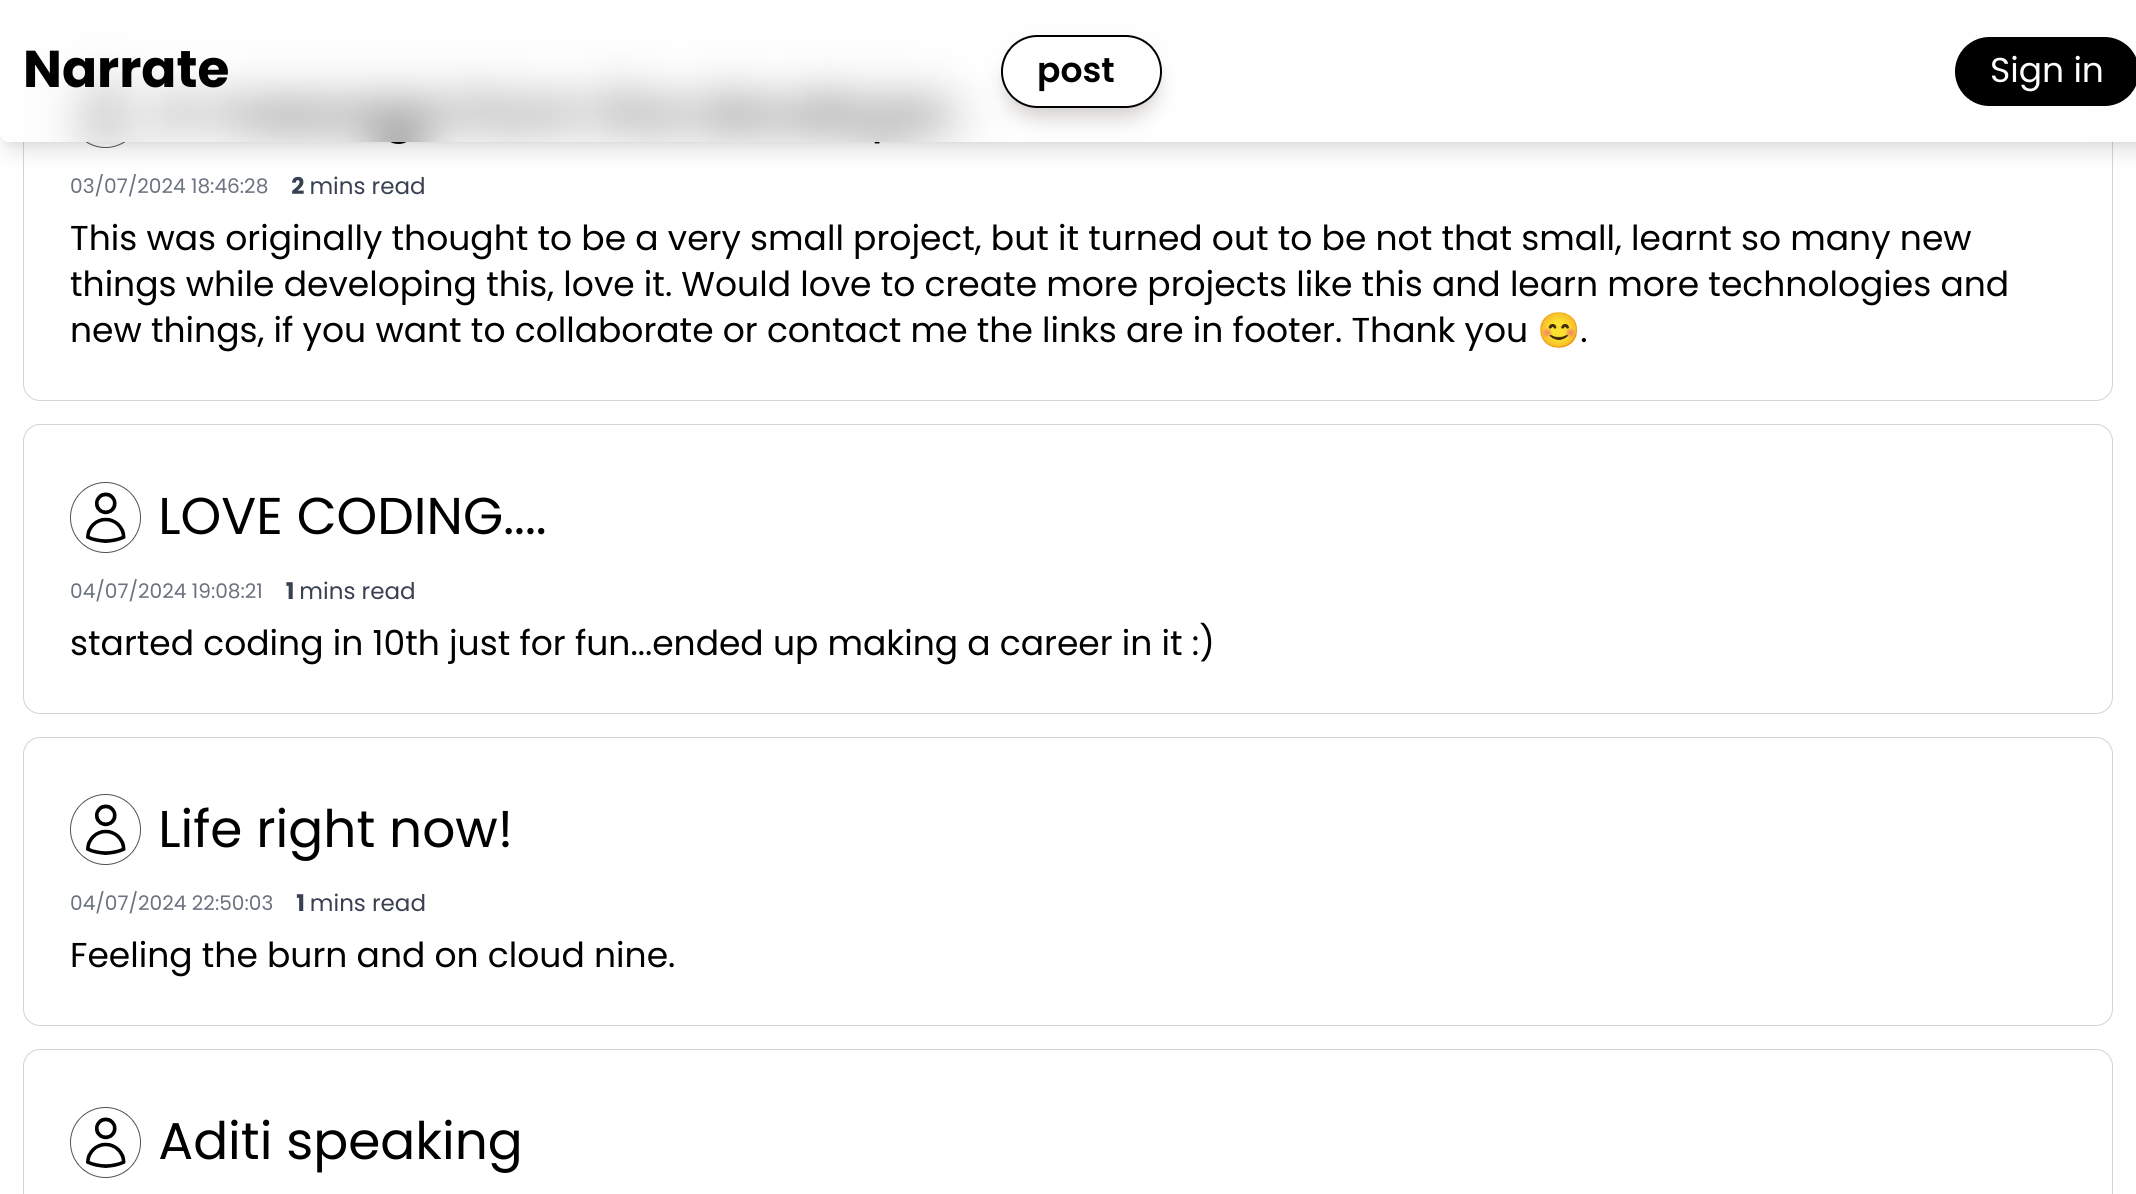 Narrate
post
Sign in
03/07/2024 18:46:28 2 mins read
This was originally thought to be a very small project, but it turned out to be not that small, learnt so many new
things while developing this, love it. Would love to create more projects like this and learn more technologies and
new things, if you want to collaborate or contact me the links are in footer. Thank you 😊.
LOVE CODING....
04/07/2024 19:08:21 1 mins read
started coding in 10th just for fun...ended up making a career in it :)
Life right now!
04/07/2024 22:50:03 1 mins read
Feeling the burn and on cloud nine.
Aditi speaking